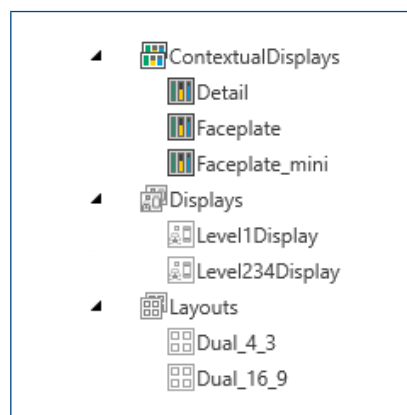 ContextualDisplays
Detail
Faceplate
Faceplate_mini
Displays
Level1Display
Level234Display
Layouts
Dual_4_3
Dual_16_9